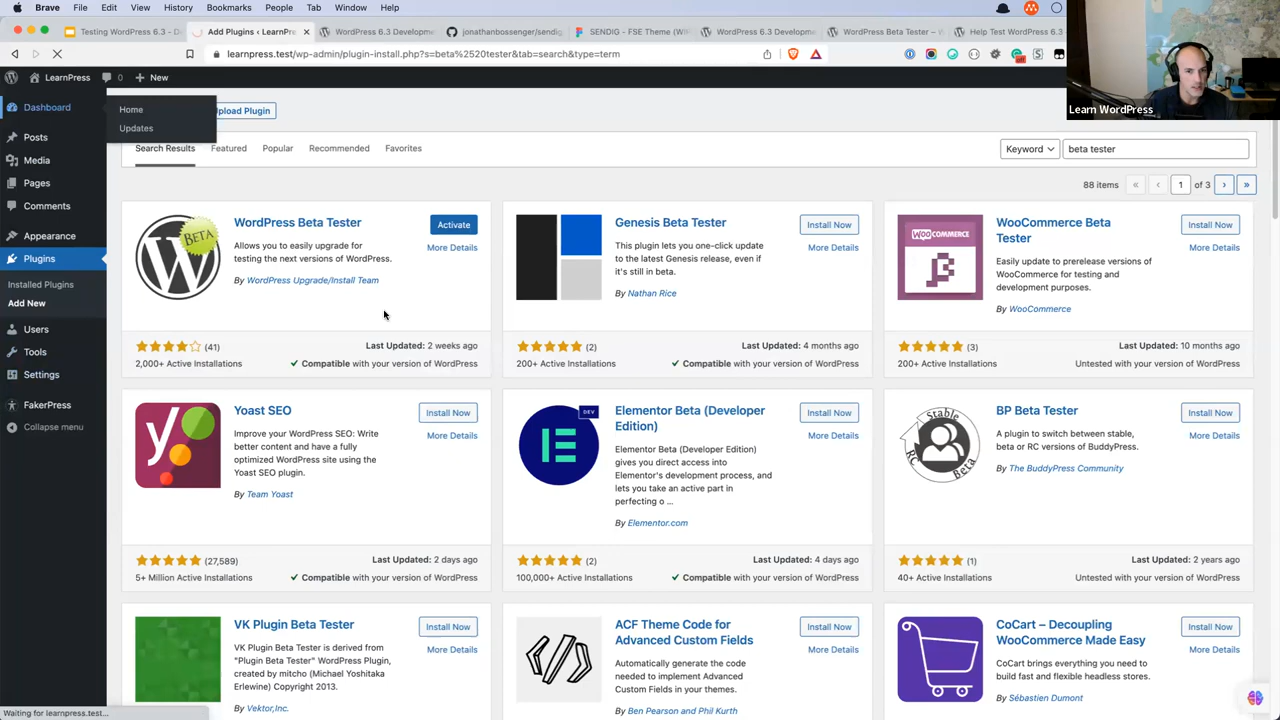 Brave File Edit View History Bookmarks People Tab Window Help
Testing WordPress 6.3 - D
Add Plugins ‹ LearnPr
WordPress 6.3 Developm
jonathanbossenger/sendig
SENDIG - FSE Theme (WIP
WordPress 6.3 Developm
WordPress Beta Tester – W
Help Test WordPress 6.3
learnpress.test/wp-admin/plugin-install.php?s=beta%2520tester&tab=search&type=term
LearnPress 0 + New
Learn WordPress
Dashboard
Home
Updates
Posts
Media
Pages
Comments
Appearance
Plugins
Installed Plugins
Add New
Users
Tools
Settings
FakerPress
Collapse menu
Upload Plugin
Search Results Featured Popular Recommended Favorites
Keyword beta tester
88 items « ‹ 1 of 3 › »
WordPress Beta Tester
Activate
More Details
Allows you to easily upgrade for
testing the next versions of WordPress.
By WordPress Upgrade/Install Team
(41)
2,000+ Active Installations
Last Updated: 2 weeks ago
Compatible with your version of WordPress
Genesis Beta Tester
Install Now
More Details
This plugin lets you one-click update
to the latest Genesis release, even if
it's still in beta.
By Nathan Rice
(2)
200+ Active Installations
Last Updated: 4 months ago
Compatible with your version of WordPress
WooCommerce Beta
Tester
Install Now
More Details
Easily update to prerelease versions of
WooCommerce for testing and
development purposes.
By WooCommerce
(3)
200+ Active Installations
Last Updated: 10 months ago
Untested with your version of WordPress
Yoast SEO
Install Now
More Details
Improve your WordPress SEO: Write
better content and have a fully
optimized WordPress site using the
Yoast SEO plugin.
By Team Yoast
(27,589)
5+ Million Active Installations
Last Updated: 2 days ago
Compatible with your version of WordPress
DEV
Elementor Beta (Developer
Edition)
Install Now
More Details
Elementor Beta (Developer Edition)
gives you direct access into
Elementor's development process, and
lets you take an active part in
perfecting o ...
By Elementor.com
(2)
100,000+ Active Installations
Last Updated: 4 days ago
Compatible with your version of WordPress
Stable
RC
Beta
BP Beta Tester
Install Now
More Details
A plugin to switch between stable,
beta or RC versions of BuddyPress.
By The BuddyPress Community
(1)
40+ Active Installations
Last Updated: 2 years ago
Untested with your version of WordPress
VK Plugin Beta Tester
Install Now
More Details
VK Plugin Beta Tester is derived from
"Plugin Beta Tester" WordPress Plugin,
created by mitcho (Michael Yoshitaka
Erlewine) Copyright 2013.
By Vektor,Inc.
ACF Theme Code for
Advanced Custom Fields
Install Now
More Details
Automatically generate the code
needed to implement Advanced
Custom Fields in your themes.
By Ben Pearson and Phil Kurth
CoCart – Decoupling
WooCommerce Made Easy
Install Now
More Details
CoCart brings everything you need to
build fast and flexible headless stores.
By Sébastien Dumont
Waiting for learnpress.test...